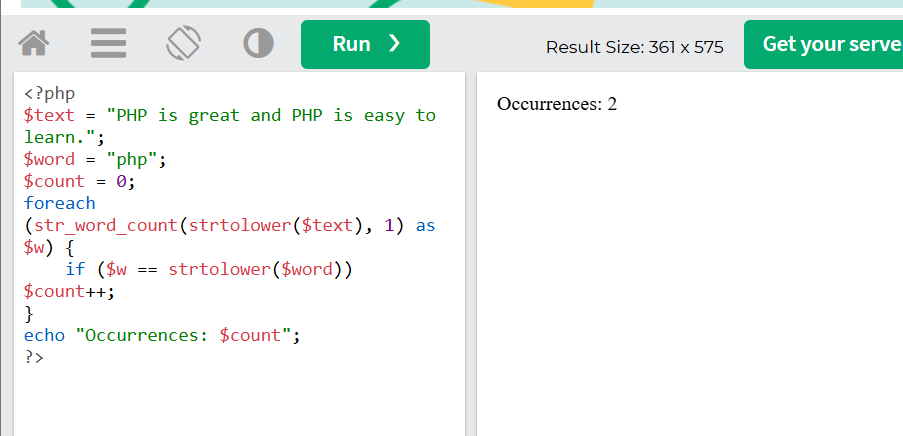 Run ❯
Result Size: 361 x 575
Get your serve
<?php
$text = "PHP is great and PHP is easy to
learn.";
$word = "php";
$count = 0;
foreach
(str_word_count(strtolower($text), 1) as
$w) {
    if ($w == strtolower($word))
$count++;
}
echo "Occurrences: $count";
?>
Occurrences: 2